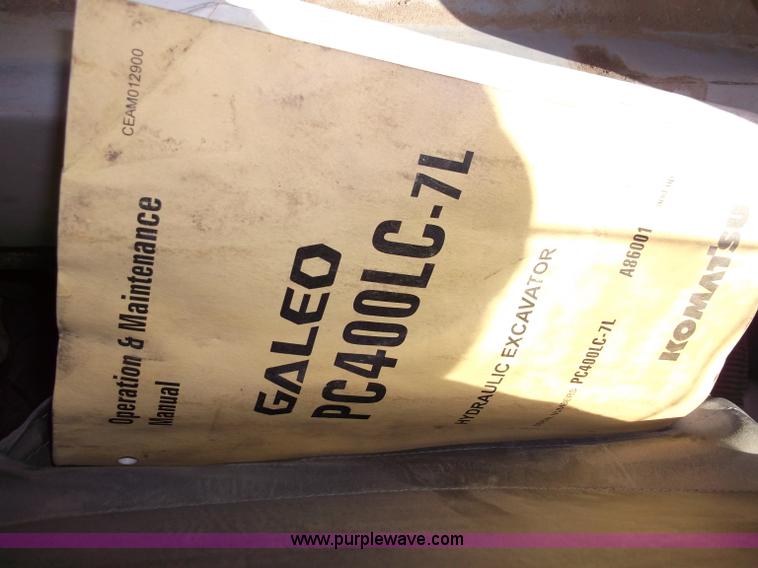 CEAM012900
Operation & Maintenance
Manual
GALEO
PC400LC-7L
HYDRAULIC EXCAVATOR
PC400LC-7L A86001
KOMATSU
www.purplewave.com